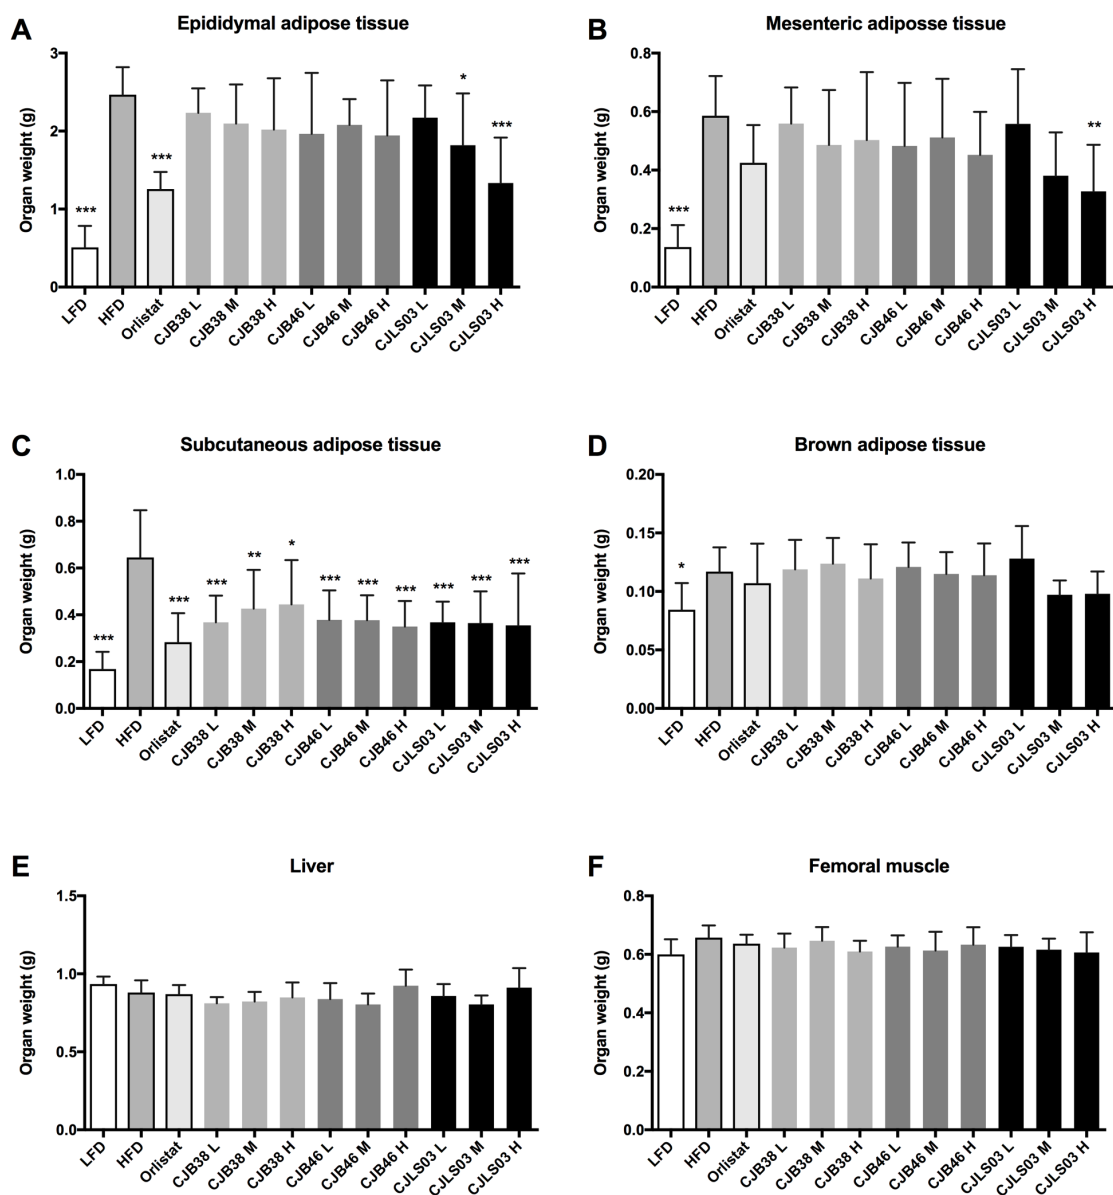 A
Epididymal adipose tissue
Organ weight (g)
3
2
1
0
***
***
*
***
LFD
HFD
Orlistat
CJB38 L
CJB38 M
CJB38 H
CJB46 L
CJB46 M
CJB46 H
CJLS03 L
CJLS03 M
CJLS03 H
B
Mesenteric adiposse tissue
Organ weight (g)
0.8
0.6
0.4
0.2
0.0
***
**
LFD
HFD
Orlistat
CJB38 L
CJB38 M
CJB38 H
CJB46 L
CJB46 M
CJB46 H
CJLS03 L
CJLS03 M
CJLS03 H
C
Subcutaneous adipose tissue
Organ weight (g)
1.0
0.8
0.6
0.4
0.2
0.0
***
***
***
**
*
***
***
***
***
***
***
LFD
HFD
Orlistat
CJB38 L
CJB38 M
CJB38 H
CJB46 L
CJB46 M
CJB46 H
CJLS03 L
CJLS03 M
CJLS03 H
D
Brown adipose tissue
Organ weight (g)
0.20
0.15
0.10
0.05
0.00
*
LFD
HFD
Orlistat
CJB38 L
CJB38 M
CJB38 H
CJB46 L
CJB46 M
CJB46 H
CJLS03 L
CJLS03 M
CJLS03 H
E
Liver
Organ weight (g)
1.5
1.0
0.5
0.0
LFD
HFD
Orlistat
CJB38 L
CJB38 M
CJB38 H
CJB46 L
CJB46 M
CJB46 H
CJLS03 L
CJLS03 M
CJLS03 H
F
Femoral muscle
Organ weight (g)
0.8
0.6
0.4
0.2
0.0
LFD
HFD
Orlistat
CJB38 L
CJB38 M
CJB38 H
CJB46 L
CJB46 M
CJB46 H
CJLS03 L
CJLS03 M
CJLS03 H